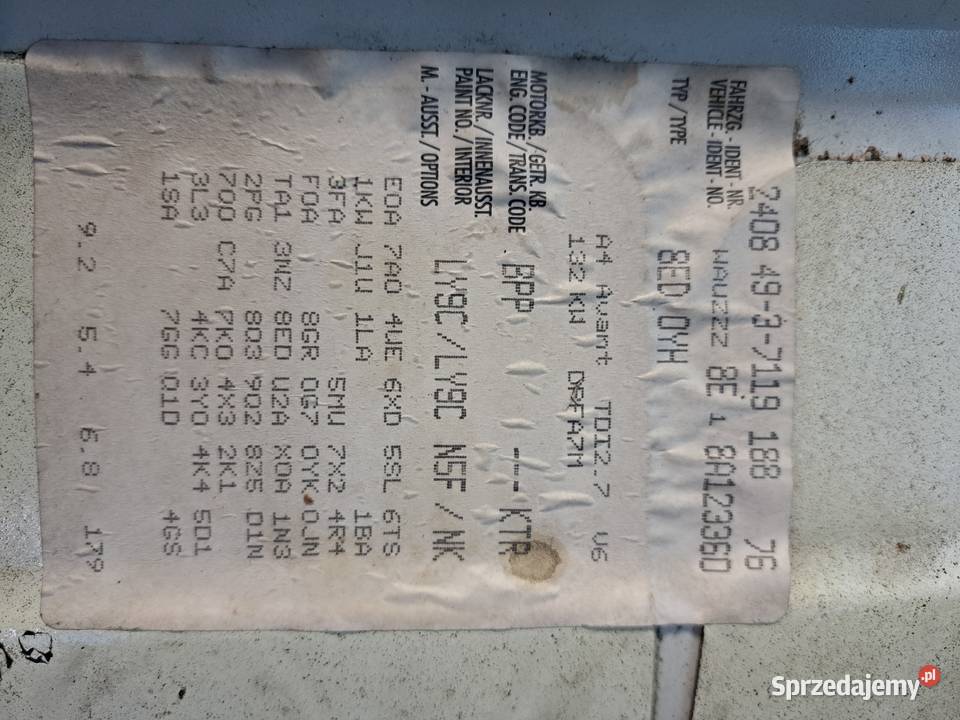 2408 49-3-7119 188 76
FAHRZG.-IDENT-NR.
VEHICLE-IDENT-NO. WAUZZZ 8E 1 8A123360
TYP/TYPE 8ED 0YH
A4 Avant TDI2.7 V6
132 KW
MOTORKB./GETR.KB.
ENG.CODE/TRANS.CODE BPP --- KTR
LACKNR./INNENAUSST.
PAINT NO./INTERIOR LY9C/LY9C N5F/NK
M.-AUSST./OPTIONS
E0A 7A0 4UE 6XD 5SL 6TS
1KW J1U 1LA 1BA
3FA 5MW 7X2 4R4
F0A 8GR 0G7 0YK 0JN
TA1 3NZ 8ED U2A X0A 1N3
2PG 8Q3 9Q2 8Z5 D1N
7Q0 C7A PK0 4X3 2K1
3L3 4KC 3Y0 4K4 5D1
1SA 7GG 01D 4GS
9.2 5.4 6.8 179
Sprzedajemy.pl